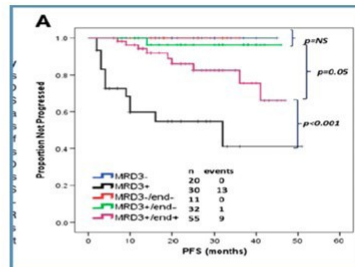 A
1.0
0.8
0.6
0.4
0.2
0.0
Proportion Not Progressed
p=NS
p=0.05
p<0.001
n events
MRD3- 20 0
MRD3+ 30 13
MRD3-/end- 11 0
MRD3+/end- 32 1
MRD3+/end+ 55 9
0 10 20 30 40 50 60
PFS (months)